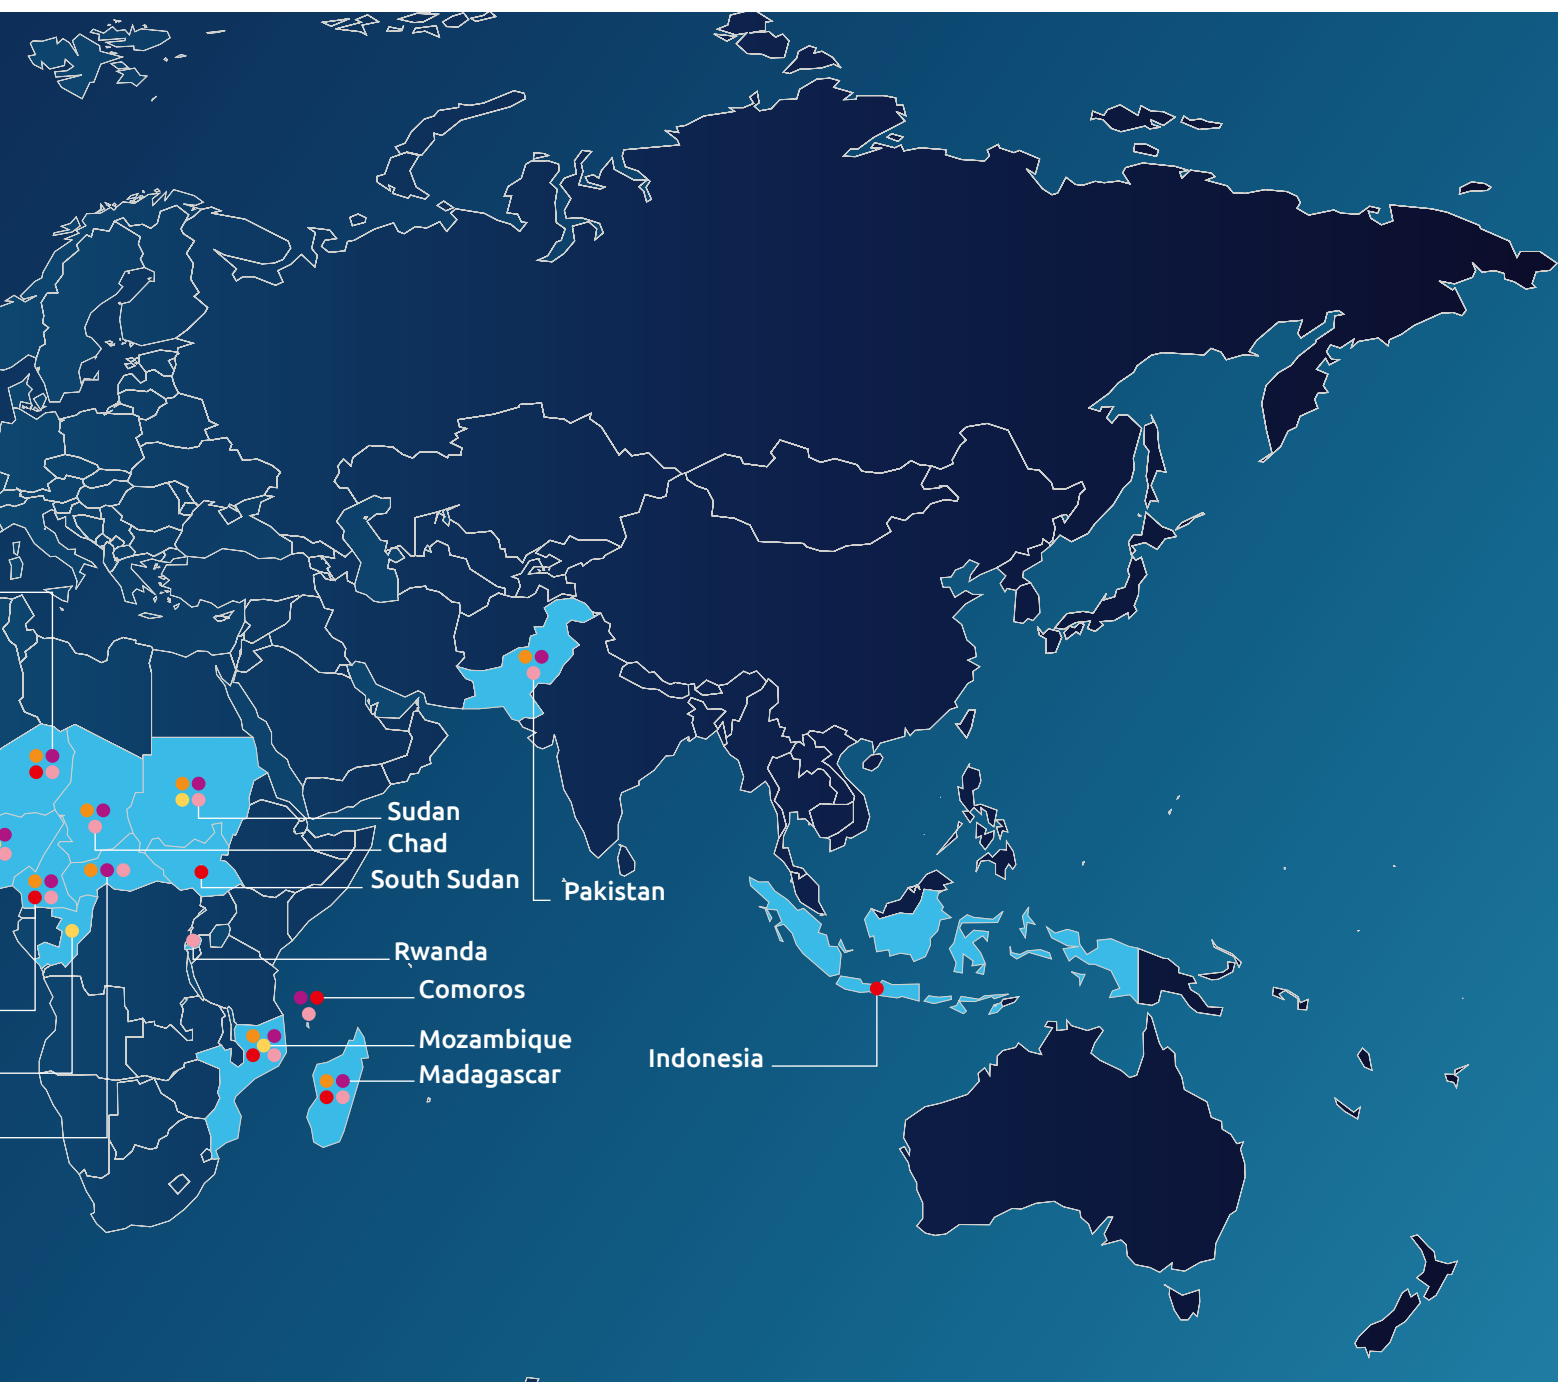 Sudan
Chad
South Sudan
Pakistan
Rwanda
Comoros
Mozambique
Indonesia
Madagascar